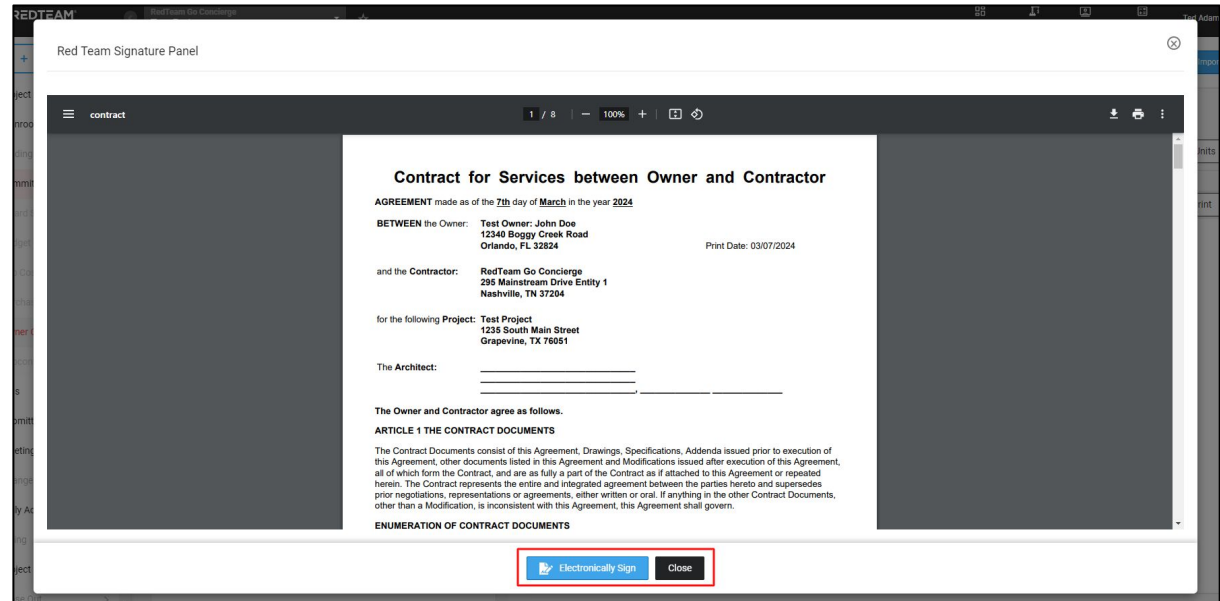 REDTEAM
RedTeam Go Concierge
Ted Adam
Red Team Signature Panel
contract
1 / 8
100%
Contract for Services between Owner and Contractor
AGREEMENT made as of the 7th day of March in the year 2024
BETWEEN the Owner: Test Owner: John Doe
12340 Boggy Creek Road
Orlando, FL 32824 Print Date: 03/07/2024
and the Contractor: RedTeam Go Concierge
295 Mainstream Drive Entity 1
Nashville, TN 37204
for the following Project: Test Project
1235 South Main Street
Grapevine, TX 76051
The Architect:
The Owner and Contractor agree as follows.
ARTICLE 1 THE CONTRACT DOCUMENTS
The Contract Documents consist of this Agreement, Drawings, Specifications, Addenda issued prior to execution of
this Agreement, other documents listed in this Agreement and Modifications issued after execution of this Agreement,
all of which form the Contract, and are as fully a part of the Contract as if attached to this Agreement or repeated
herein. The Contract represents the entire and integrated agreement between the parties hereto and supersedes
prior negotiations, representations or agreements, either written or oral. If anything in the other Contract Documents,
other than a Modification, is inconsistent with this Agreement, this Agreement shall govern.
ENUMERATION OF CONTRACT DOCUMENTS
Electronically Sign Close